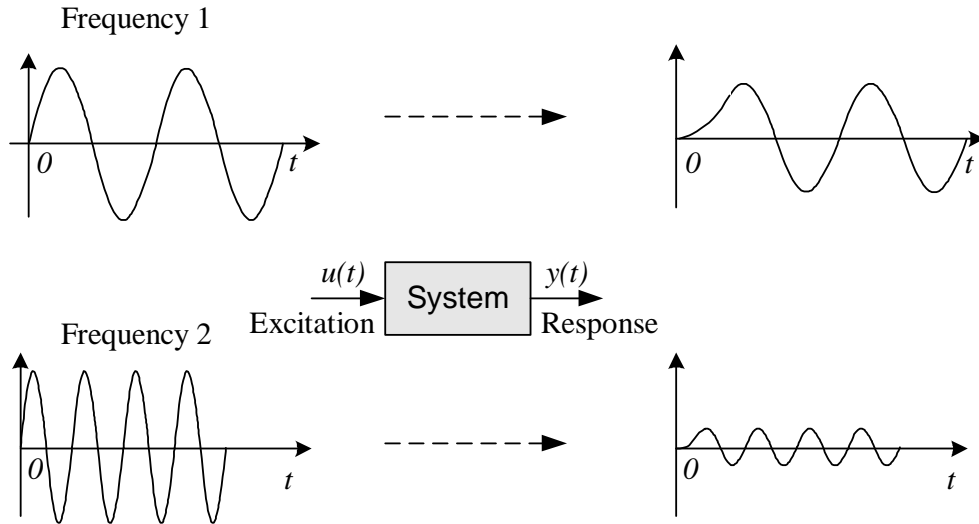 Frequency 1
0
t
0
t
u(t)
System
y(t)
Excitation
Response
Frequency 2
0
t
0
t